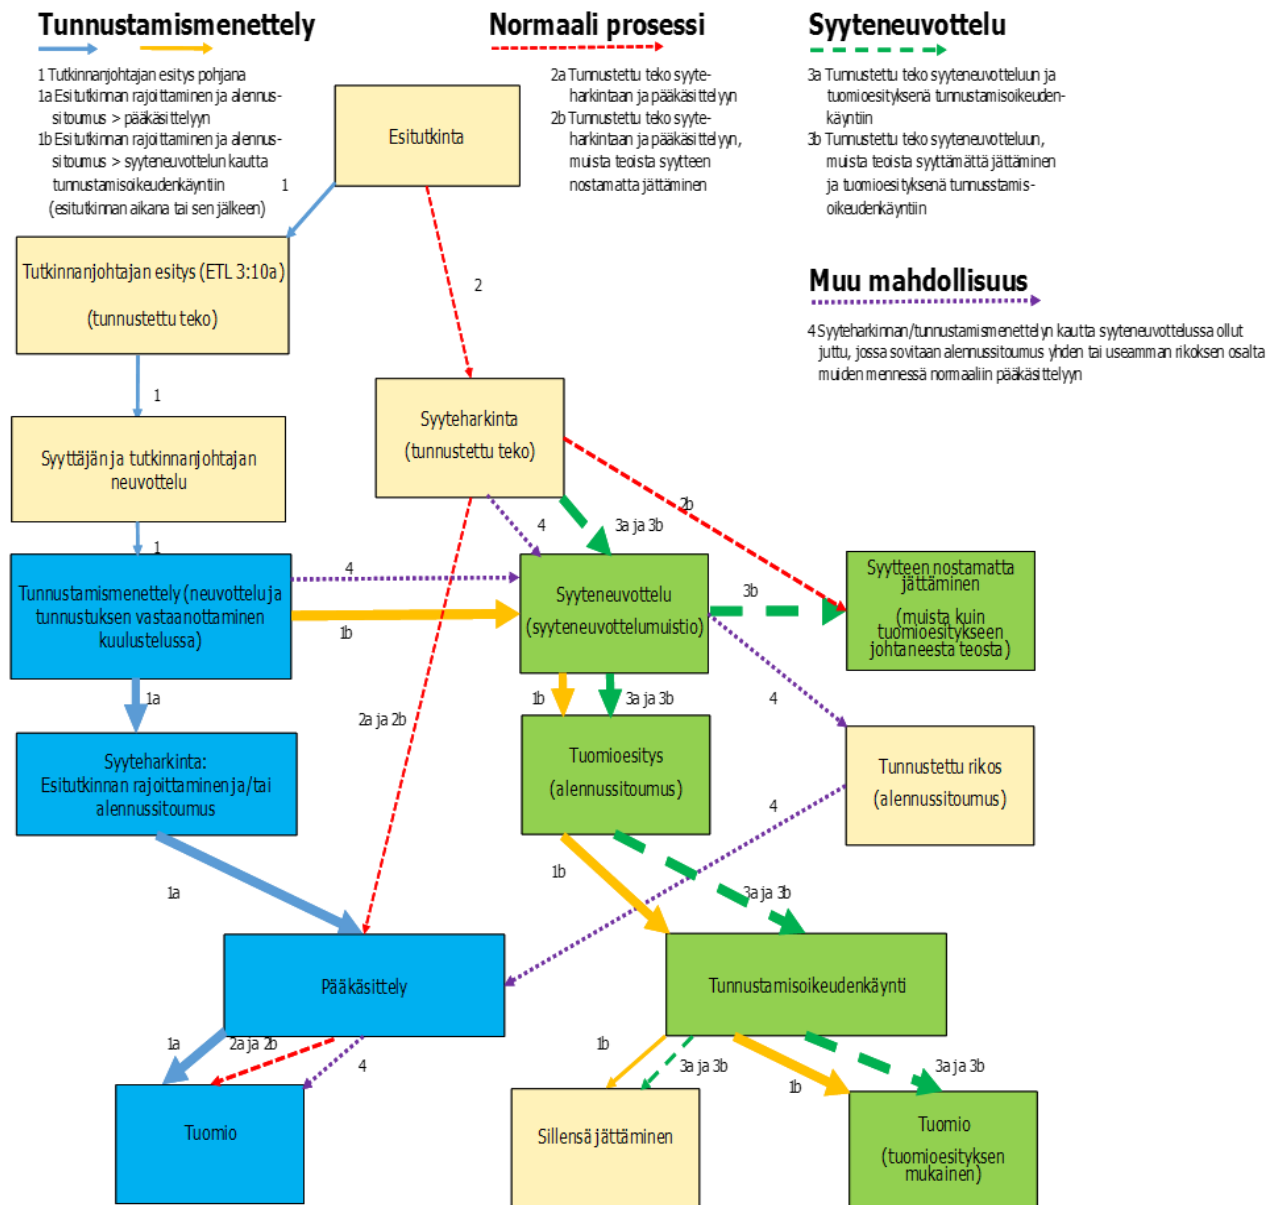 Tunnustamismenettely
1 Tutkinnanjohtajan esitys pohjana
1a Esitutkinnan rajoittaminen ja alennus-
sitoumus > pääkäsittelyyn
1b Esitutkinnan rajoittaminen ja alennus-
sitoumus > syyteneuvottelun kautta
tunnustamisoikeudenkäyntiin
(esitutkinnan aikana tai sen jälkeen)
Normaali prosessi
2a Tunnustettu teko syyte-
harkintaan ja pääkäsittelyyn
2b Tunnustettu teko syyte-
harkintaan ja pääkäsittelyyn,
muista teoista syytteen
nostamatta jättäminen
Syyteneuvottelu
3a Tunnustettu teko syyteneuvotteluun ja
tuomioesityksenä tunnustamisoikeuden-
käyntiin
3b Tunnustettu teko syyteneuvotteluun,
muista teoista syyttämättä jättäminen
ja tuomioesityksenä tunnusstamis-
oikeudenkäyntiin
Muu mahdollisuus
4 Syyteharkinnan/tunnustamismenettelyn kautta syyteneuvottelussa ollut
juttu, jossa sovitaan alennussitoumus yhden tai useamman rikoksen osalta
muiden mennessä normaaliin pääkäsittelyyn
Esitutkinta
1
2
Tutkinnanjohtajan esitys (ETL 3:10a)
(tunnustettu teko)
1
Syyteharkinta
(tunnustettu teko)
Syyttäjän ja tutkinnanjohtajan
neuvottelu
1
4
3a ja 3b
2b
Tunnustamismenettely (neuvottelu ja
tunnustuksen vastaanottaminen
kuulustelussa)
4
1b
Syyteneuvottelu
(syyteneuvottelumuistio)
3b
Syytteen nostamatta
jättäminen
(muista kuin
tuomioesitykseen
johtaneesta teosta)
1a
2a ja 2b
1b
3a ja 3b
4
Syyteharkinta:
Esitutkinnan rajoittaminen ja/tai
alennussitoumus
Tuomioesitys
(alennussitoumus)
Tunnustettu rikos
(alennussitoumus)
4
1a
1b
3a ja 3b
Pääkäsittely
Tunnustamisoikeudenkäynti
1a
2a ja 2b
4
1b
3a ja 3b
1b
3a ja 3b
Tuomio
Sillensä jättäminen
Tuomio
(tuomioesityksen
mukainen)